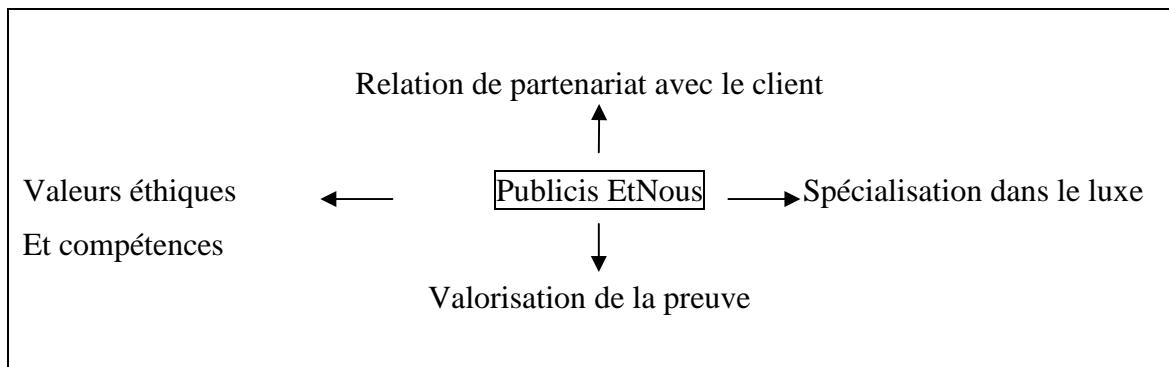 Relation de partenariat avec le client
Valeurs éthiques
Et compétences
Publicis EtNous
Spécialisation dans le luxe
Valorisation de la preuve